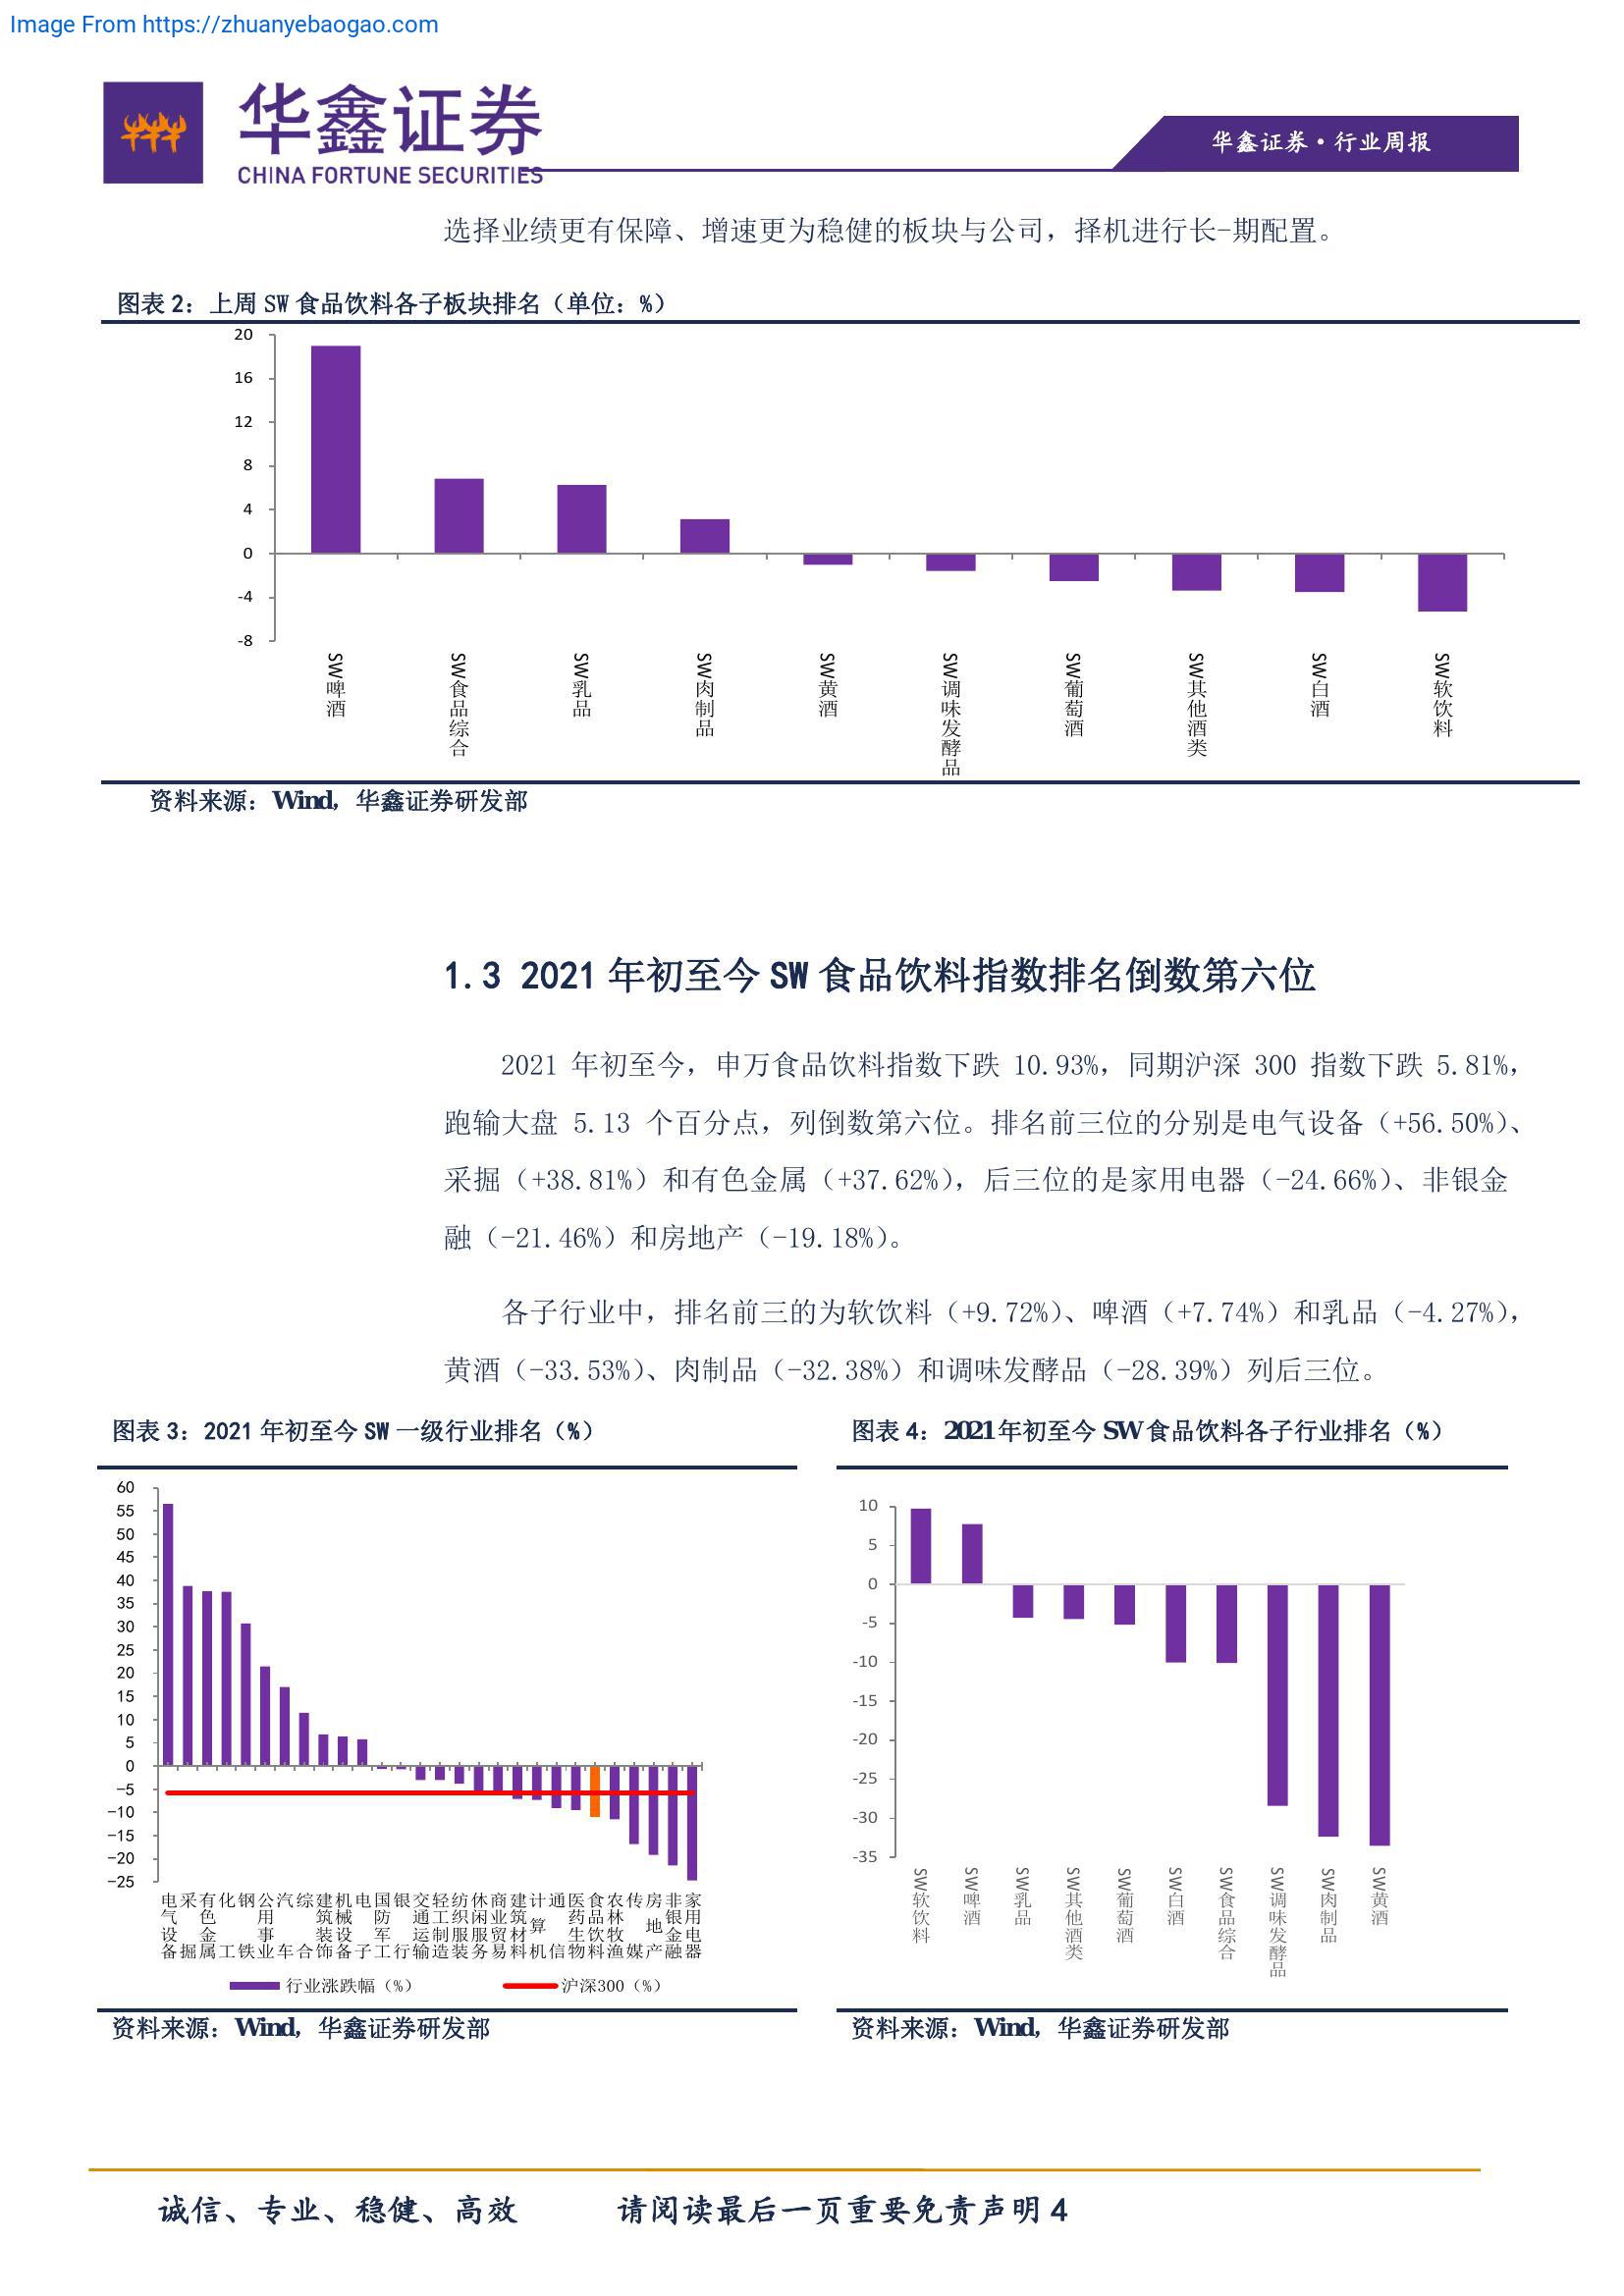 Image From https://zhuanyebaogao.com
华鑫证券
CHINA FORTUNE SECURITIES
华鑫证券·行业周报
选择业绩更有保障、增速更为稳健的板块与公司，择机进行长-期配置。
图表 2：上周 SW 食品饮料各子板块排名（单位：%）
20
16
12
8
4
0
-4
-8
SW啤酒
SW食品综合
SW乳品
SW肉制品
SW黄酒
SW调味发酵品
SW葡萄酒
SW其他酒类
SW白酒
SW软饮料
资料来源：Wind，华鑫证券研发部
1.3 2021 年初至今 SW 食品饮料指数排名倒数第六位
2021 年初至今，申万食品饮料指数下跌 10.93%，同期沪深 300 指数下跌 5.81%，
跑输大盘 5.13 个百分点，列倒数第六位。排名前三位的分别是电气设备（+56.50%）、
采掘（+38.81%）和有色金属（+37.62%），后三位的是家用电器（-24.66%）、非银金
融（-21.46%）和房地产（-19.18%）。
各子行业中，排名前三的为软饮料（+9.72%）、啤酒（+7.74%）和乳品（-4.27%），
黄酒（-33.53%）、肉制品（-32.38%）和调味发酵品（-28.39%）列后三位。
图表 3：2021 年初至今 SW 一级行业排名（%）
60
55
50
45
40
35
30
25
20
15
10
5
0
-5
-10
-15
-20
-25
电气设备
采掘
有色金属
化工
钢铁
公用事业
汽车
综合
建筑装饰
机械设备
电子
国防军工
银行
交通运输
轻工制造
纺织服装
休闲服务
商业贸易
建筑材料
计算机
通信
医药生物
食品饮料
农林牧渔
传媒
房地产
非银金融
家用电器
行业涨跌幅（%）
沪深300（%）
资料来源：Wind，华鑫证券研发部
图表 4：2021 年初至今 SW 食品饮料各子行业排名（%）
10
5
0
-5
-10
-15
-20
-25
-30
-35
SW软饮料
SW啤酒
SW乳品
SW其他酒类
SW葡萄酒
SW白酒
SW食品综合
SW调味发酵品
SW肉制品
SW黄酒
资料来源：Wind，华鑫证券研发部
诚信、专业、稳健、高效
请阅读最后一页重要免责声明 4